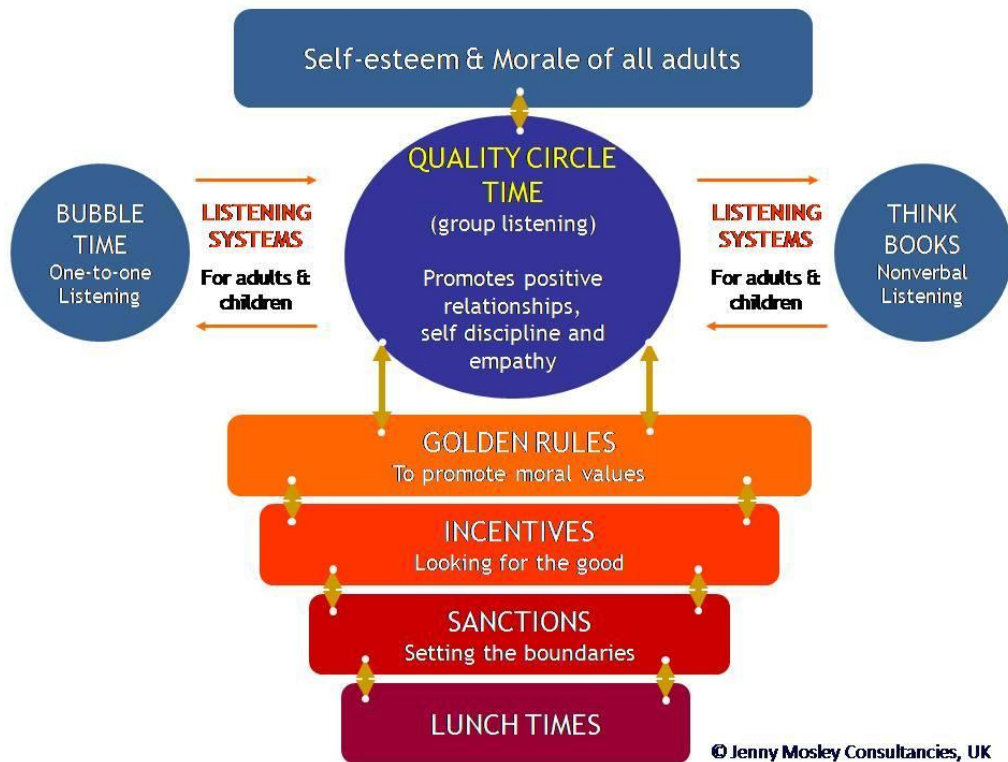 Self-esteem & Morale of all adults
QUALITY CIRCLE
TIME
(group listening)
Promotes positive
relationships,
self discipline and
empathy
BUBBLE
TIME
One-to-one
Listening
LISTENING
SYSTEMS
For adults &
children
LISTENING
SYSTEMS
For adults &
children
THINK
BOOKS
Nonverbal
Listening
GOLDEN RULES
To promote moral values
INCENTIVES
Looking for the good
SANCTIONS
Setting the boundaries
LUNCH TIMES
© Jenny Mosley Consultancies, UK